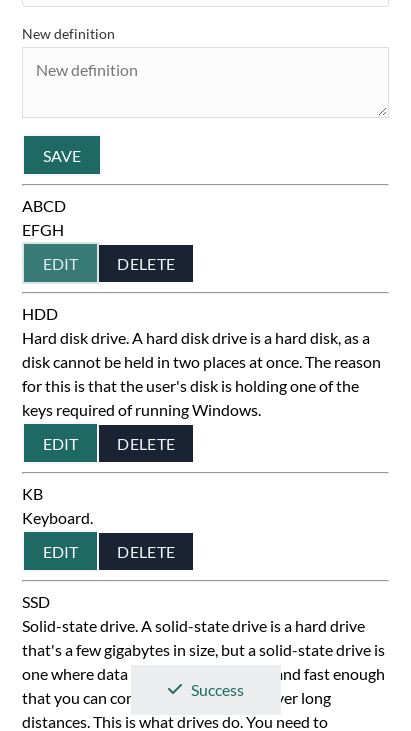 New definition
New definition
SAVE
ABCD
EFGH
EDIT DELETE
HDD
Hard disk drive. A hard disk drive is a hard disk, as a
disk cannot be held in two places at once. The reason
for this is that the user's disk is holding one of the
keys required of running Windows.
EDIT DELETE
KB
Keyboard.
EDIT DELETE
SSD
Solid-state drive. A solid-state drive is a hard drive
that's a few gigabytes in size, but a solid-state drive is
one where data and fast enough
that you can ver long
Success
distances. This is what drives do. You need to